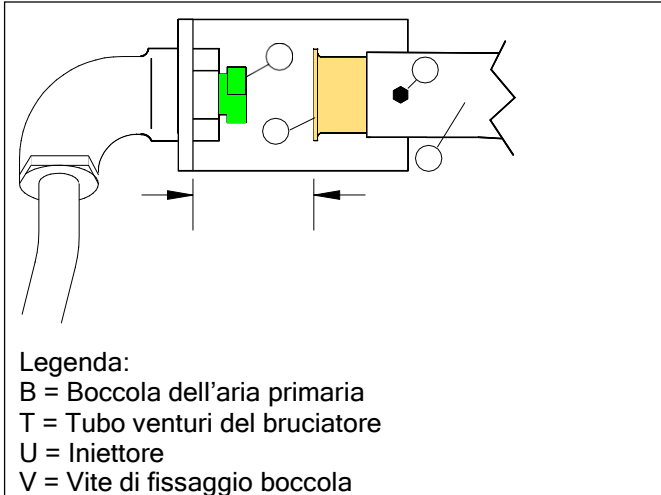 Legenda:
B = Boccola dell'aria primaria
T = Tubo venturi del bruciatore
U = Iniettore
V = Vite di fissaggio boccola